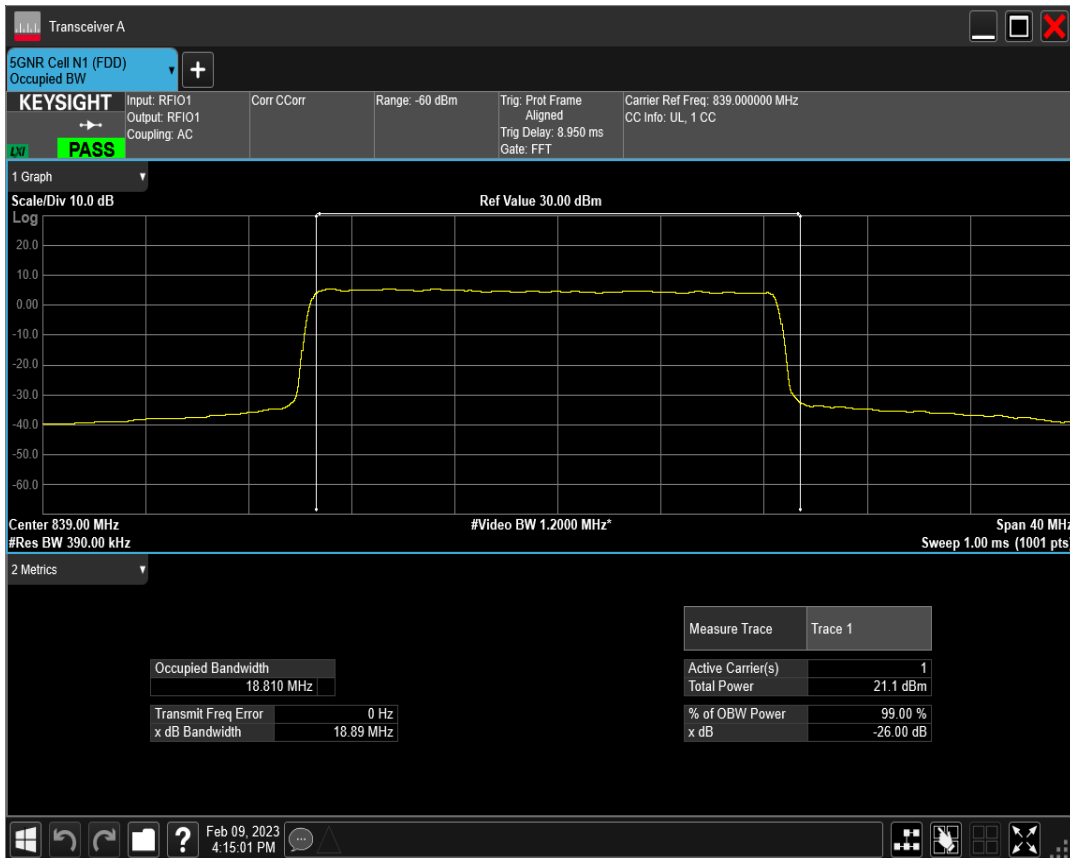 Transceiver A
5GNR Cell N1 (FDD)
Occupied BW
+
KEYSIGHT
LXI
PASS
Input: RFIO1
Output: RFIO1
Coupling: AC
Corr CCorr
Range: -60 dBm
Trig: Prot Frame
Aligned
Trig Delay: 8.950 ms
Gate: FFT
Carrier Ref Freq: 839.000000 MHz
CC Info: UL, 1 CC
1 Graph
Scale/Div 10.0 dB
Ref Value 30.00 dBm
Log
20.0
10.0
0.00
-10.0
-20.0
-30.0
-40.0
-50.0
-60.0
Center 839.00 MHz
#Video BW 1.2000 MHz*
Span 40 MHz
#Res BW 390.00 kHz
Sweep 1.00 ms (1001 pts)
2 Metrics
Measure Trace Trace 1
Occupied Bandwidth
18.810 MHz
Active Carrier(s) 1
Total Power 21.1 dBm
Transmit Freq Error 0 Hz
x dB Bandwidth 18.89 MHz
% of OBW Power 99.00 %
x dB -26.00 dB
?
Feb 09, 2023
4:15:01 PM